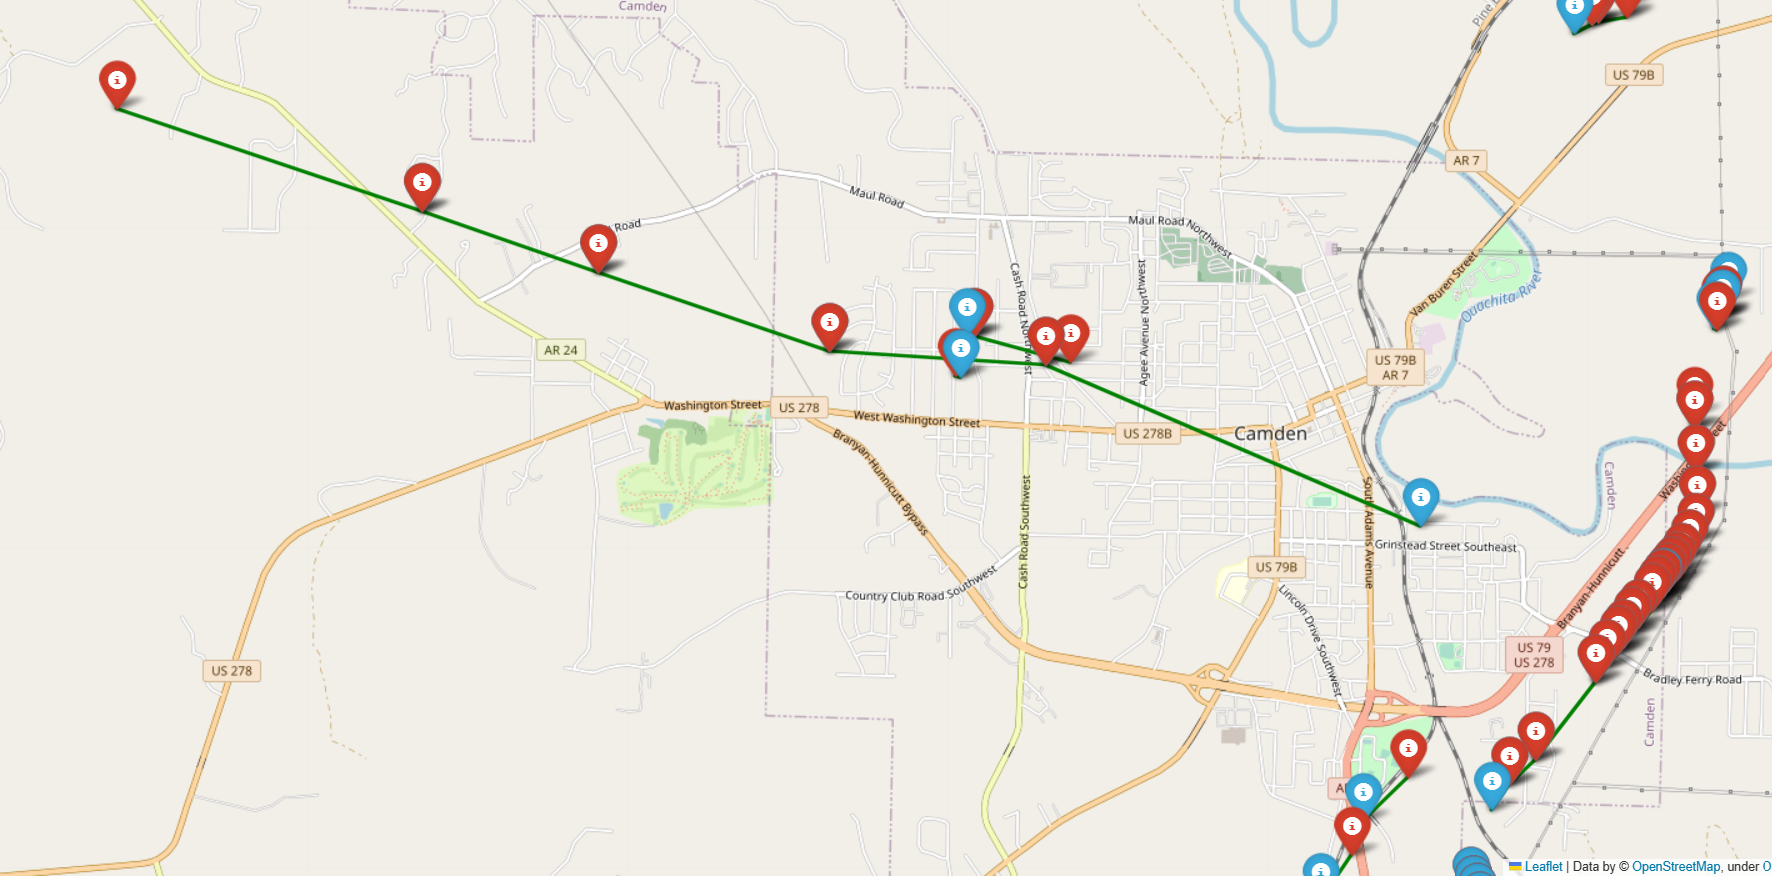 Camden
Pine
US 79B
AR 7
Maul Road
Maul Road Northwest
Road
Cash Road Northwest
Agee Avenue Northwest
Van Buren Street
Ouachita River
AR 24
US 79B
AR 7
Washington Street
US 278
West Washington Street
US 278B
Camden
Branyan-Hunnicutt Bypass
Cash Road Southwest
South Adams Avenue
Camden
Grinstead Street Southeast
US 79B
Country Club Road Southwest
Lincoln Drive Southwest
Branyan-Hunnicutt
US 79
US 278
US 278
Bradley Ferry Road
Camden
Leaflet | Data by © OpenStreetMap, under O